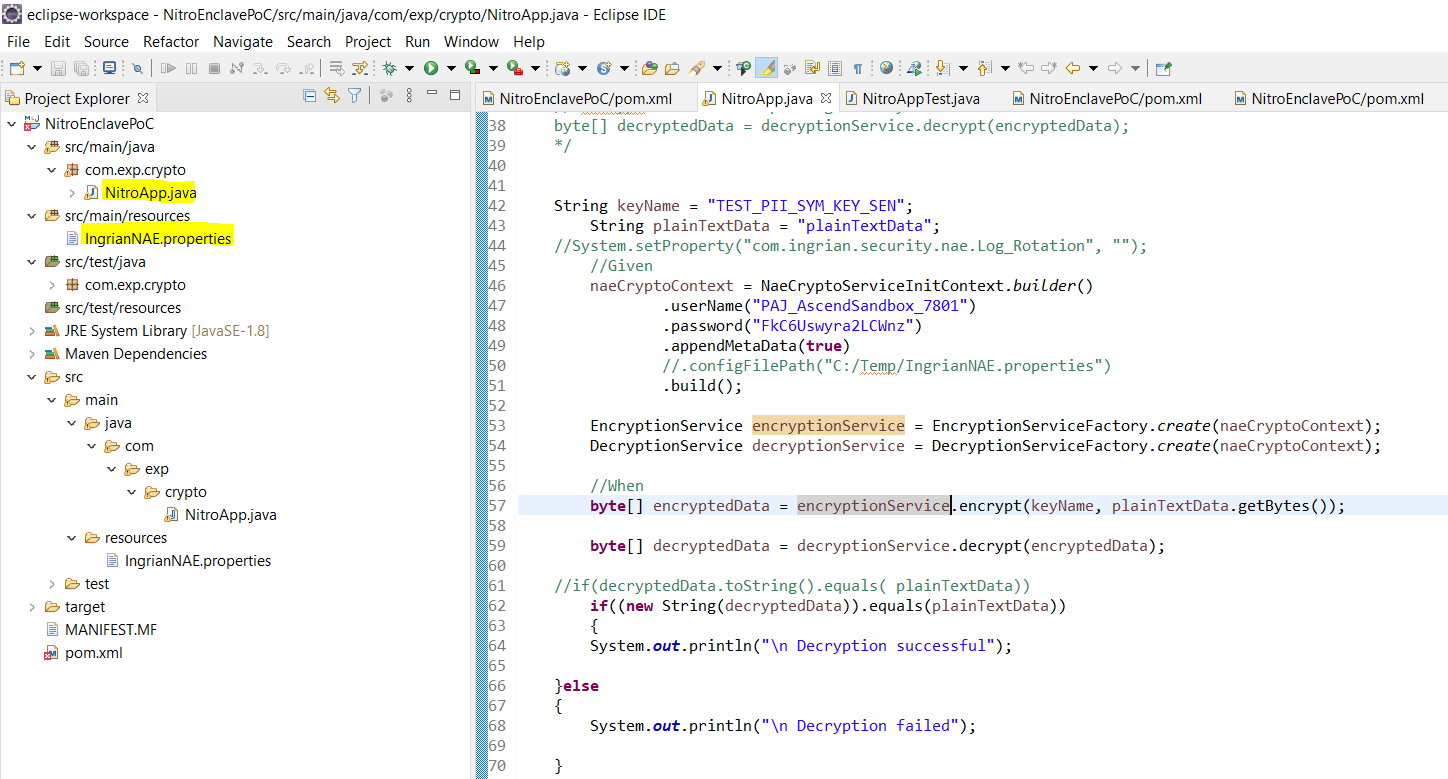 eclipse-workspace - NitroEnclavePoC/src/main/java/com/exp/crypto/NitroApp.java - Eclipse IDE
File Edit Source Refactor Navigate Search Project Run Window Help
Project Explorer
NitroEnclavePoC
src/main/java
com.exp.crypto
NitroApp.java
src/main/resources
IngrianNAE.properties
src/test/java
com.exp.crypto
src/test/resources
JRE System Library [JavaSE-1.8]
Maven Dependencies
src
main
java
com
exp
crypto
NitroApp.java
resources
IngrianNAE.properties
test
target
MANIFEST.MF
pom.xml
NitroEnclavePoC/pom.xml NitroApp.java NitroAppTest.java NitroEnclavePoC/pom.xml NitroEnclavePoC/pom.xml
38 byte[] decryptedData = decryptionService.decrypt(encryptedData);
39 */
40
41
42 String keyName = "TEST_PII_SYM_KEY_SEN";
43 String plainTextData = "plainTextData";
44 //System.setProperty("com.ingrian.security.nae.Log_Rotation", "");
45 //Given
46 naeCryptoContext = NaeCryptoServiceInitContext.builder()
47 .userName("PAJ_AscendSandbox_7801")
48 .password("FkC6Uswyra2LCWnz")
49 .appendMetaData(true)
50 //.configFilePath("C:/Temp/IngrianNAE.properties")
51 .build();
52
53 EncryptionService encryptionService = EncryptionServiceFactory.create(naeCryptoContext);
54 DecryptionService decryptionService = DecryptionServiceFactory.create(naeCryptoContext);
55
56 //When
57 byte[] encryptedData = encryptionService.encrypt(keyName, plainTextData.getBytes());
58
59 byte[] decryptedData = decryptionService.decrypt(encryptedData);
60
61 //if(decryptedData.toString().equals( plainTextData))
62 if((new String(decryptedData)).equals(plainTextData))
63 {
64 System.out.println("\n Decryption successful");
65
66 }else
67 {
68 System.out.println("\n Decryption failed");
69
70 }